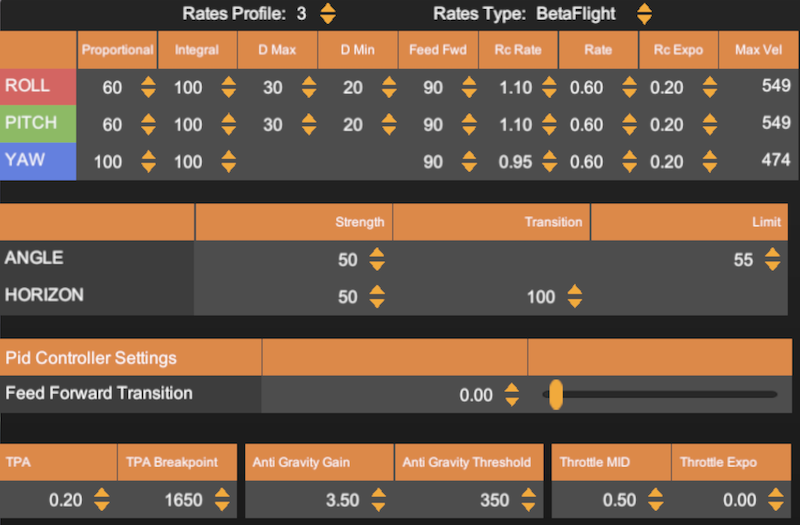 Rates Profile: 3 Rates Type: BetaFlight
Proportional Integral D Max D Min Feed Fwd Rc Rate Rate Rc Expo Max Vel
ROLL 60 100 30 20 90 1.10 0.60 0.20 549
PITCH 60 100 30 20 90 1.10 0.60 0.20 549
YAW 100 100 90 0.95 0.60 0.20 474
Strength Transition Limit
ANGLE 50 55
HORIZON 50 100
Pid Controller Settings
Feed Forward Transition 0.00
TPA TPA Breakpoint Anti Gravity Gain Anti Gravity Threshold Throttle MID Throttle Expo
0.20 1650 3.50 350 0.50 0.00